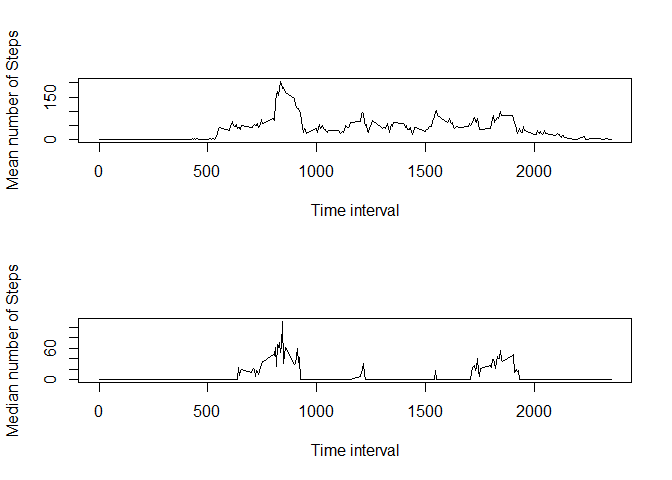 Mean number of Steps
150
0
0 500 1000 1500 2000
Time interval
Median number of Steps
60
0
0 500 1000 1500 2000
Time interval